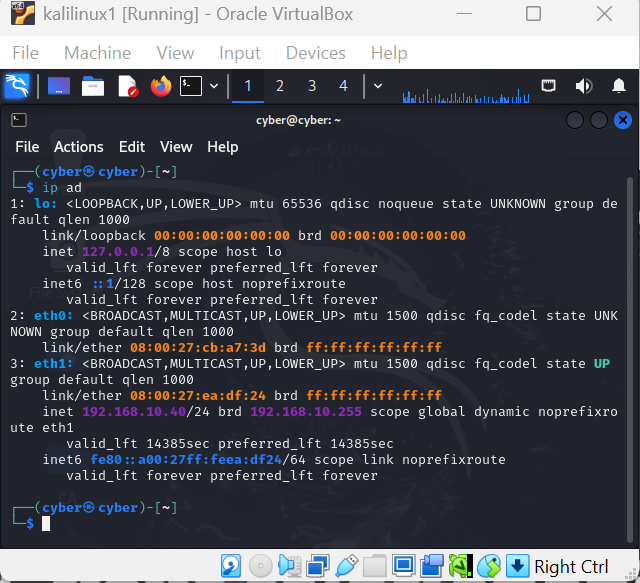 kalilinux1 [Running] - Oracle VirtualBox
File Machine View Input Devices Help
1 2 3 4
cyber@cyber: ~
File Actions Edit View Help
┌──(cyber㉿cyber)-[~]
└─$ ip ad
1: lo: <LOOPBACK,UP,LOWER_UP> mtu 65536 qdisc noqueue state UNKNOWN group de
fault qlen 1000
link/loopback 00:00:00:00:00:00 brd 00:00:00:00:00:00
inet 127.0.0.1/8 scope host lo
valid_lft forever preferred_lft forever
inet6 ::1/128 scope host noprefixroute
valid_lft forever preferred_lft forever
2: eth0: <BROADCAST,MULTICAST,UP,LOWER_UP> mtu 1500 qdisc fq_codel state UNK
NOWN group default qlen 1000
link/ether 08:00:27:cb:a7:3d brd ff:ff:ff:ff:ff:ff
3: eth1: <BROADCAST,MULTICAST,UP,LOWER_UP> mtu 1500 qdisc fq_codel state UP
group default qlen 1000
link/ether 08:00:27:ea:df:24 brd ff:ff:ff:ff:ff:ff
inet 192.168.10.40/24 brd 192.168.10.255 scope global dynamic noprefixro
ute eth1
valid_lft 14385sec preferred_lft 14385sec
inet6 fe80::a00:27ff:feea:df24/64 scope link noprefixroute
valid_lft forever preferred_lft forever
┌──(cyber㉿cyber)-[~]
└─$
Right Ctrl